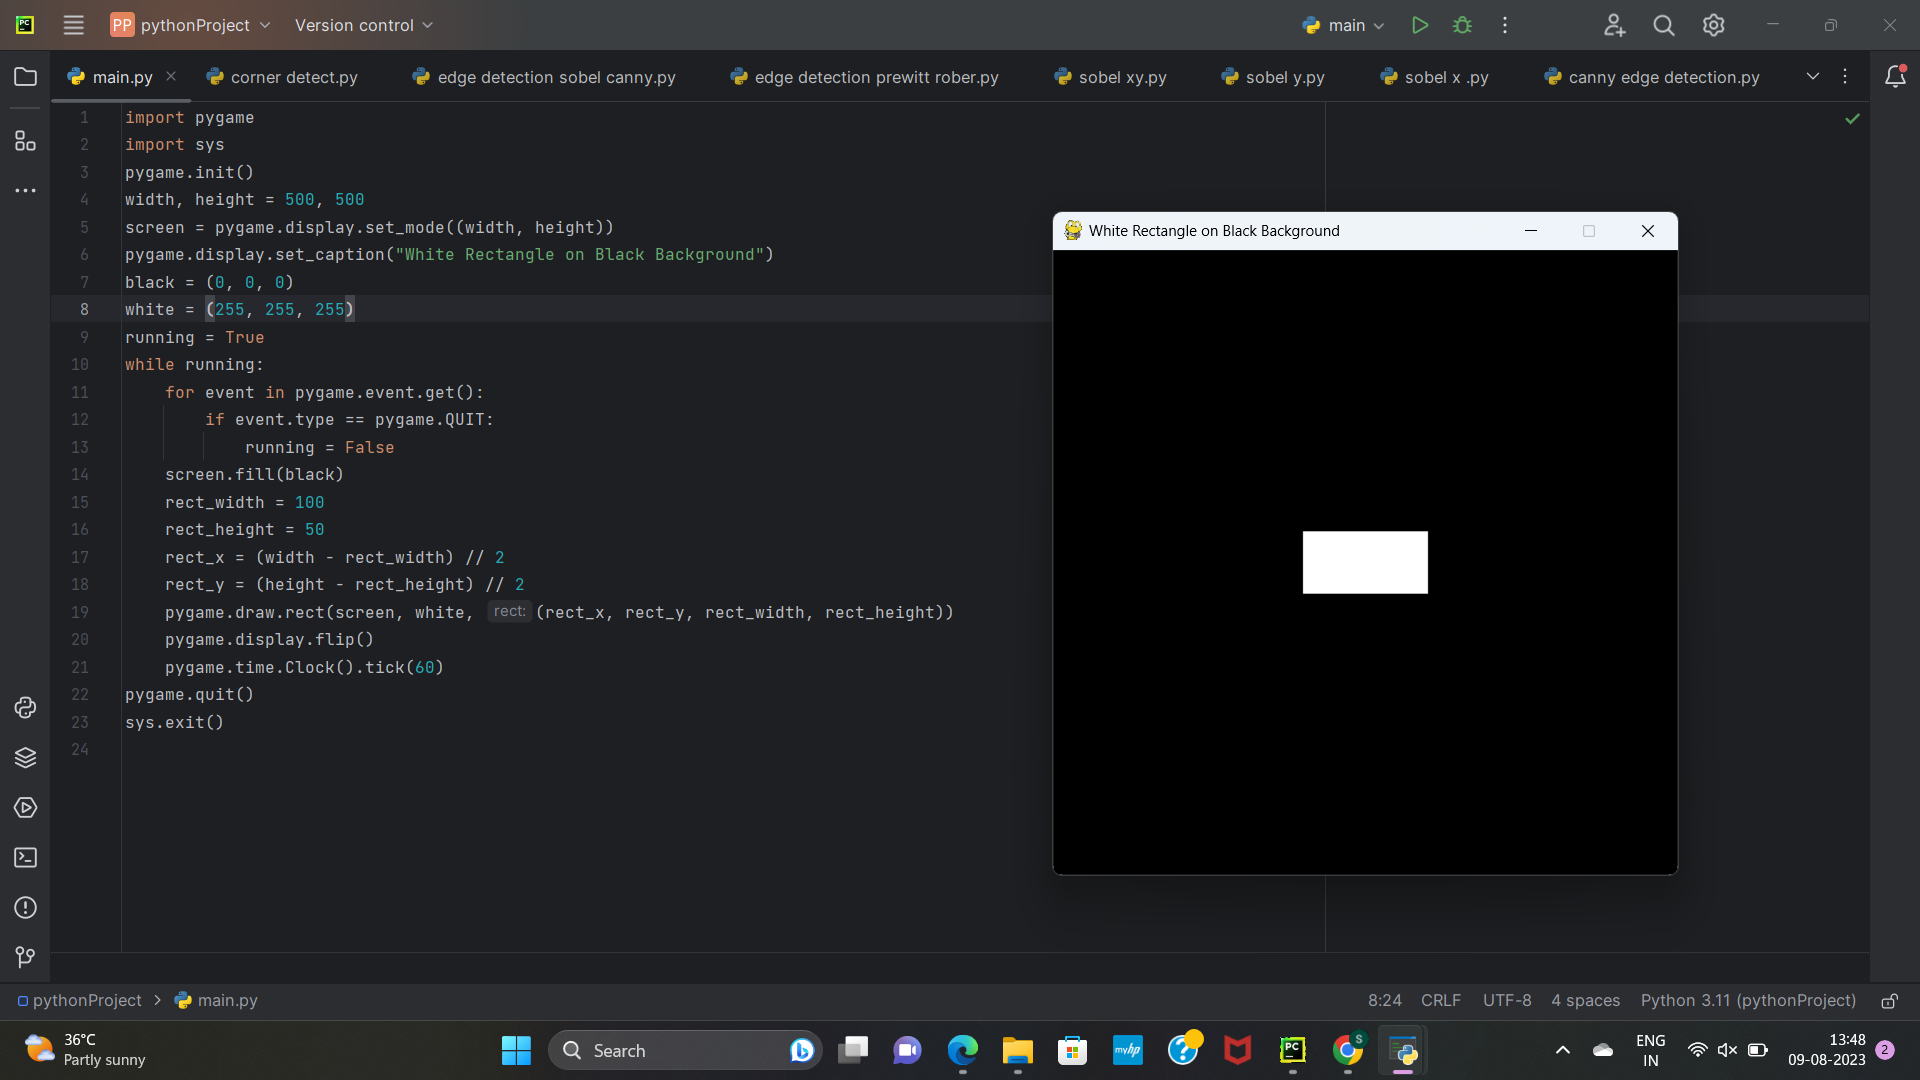 PC
PP pythonProject Version control main
main.py corner detect.py edge detection sobel canny.py edge detection prewitt rober.py sobel xy.py sobel y.py sobel x .py canny edge detection.py
1 import pygame
2 import sys
3 pygame.init()
4 width, height = 500, 500
5 screen = pygame.display.set_mode((width, height))
6 pygame.display.set_caption("White Rectangle on Black Background")
7 black = (0, 0, 0)
8 white = (255, 255, 255)
9 running = True
10 while running:
11     for event in pygame.event.get():
12         if event.type == pygame.QUIT:
13             running = False
14     screen.fill(black)
15     rect_width = 100
16     rect_height = 50
17     rect_x = (width - rect_width) // 2
18     rect_y = (height - rect_height) // 2
19     pygame.draw.rect(screen, white, rect: (rect_x, rect_y, rect_width, rect_height))
20     pygame.display.flip()
21     pygame.time.Clock().tick(60)
22 pygame.quit()
23 sys.exit()
24
White Rectangle on Black Background
pythonProject > main.py 8:24 CRLF UTF-8 4 spaces Python 3.11 (pythonProject)
36°C
Partly sunny
Search
myhp
PC
S
ENG
IN
13:48
09-08-2023
2